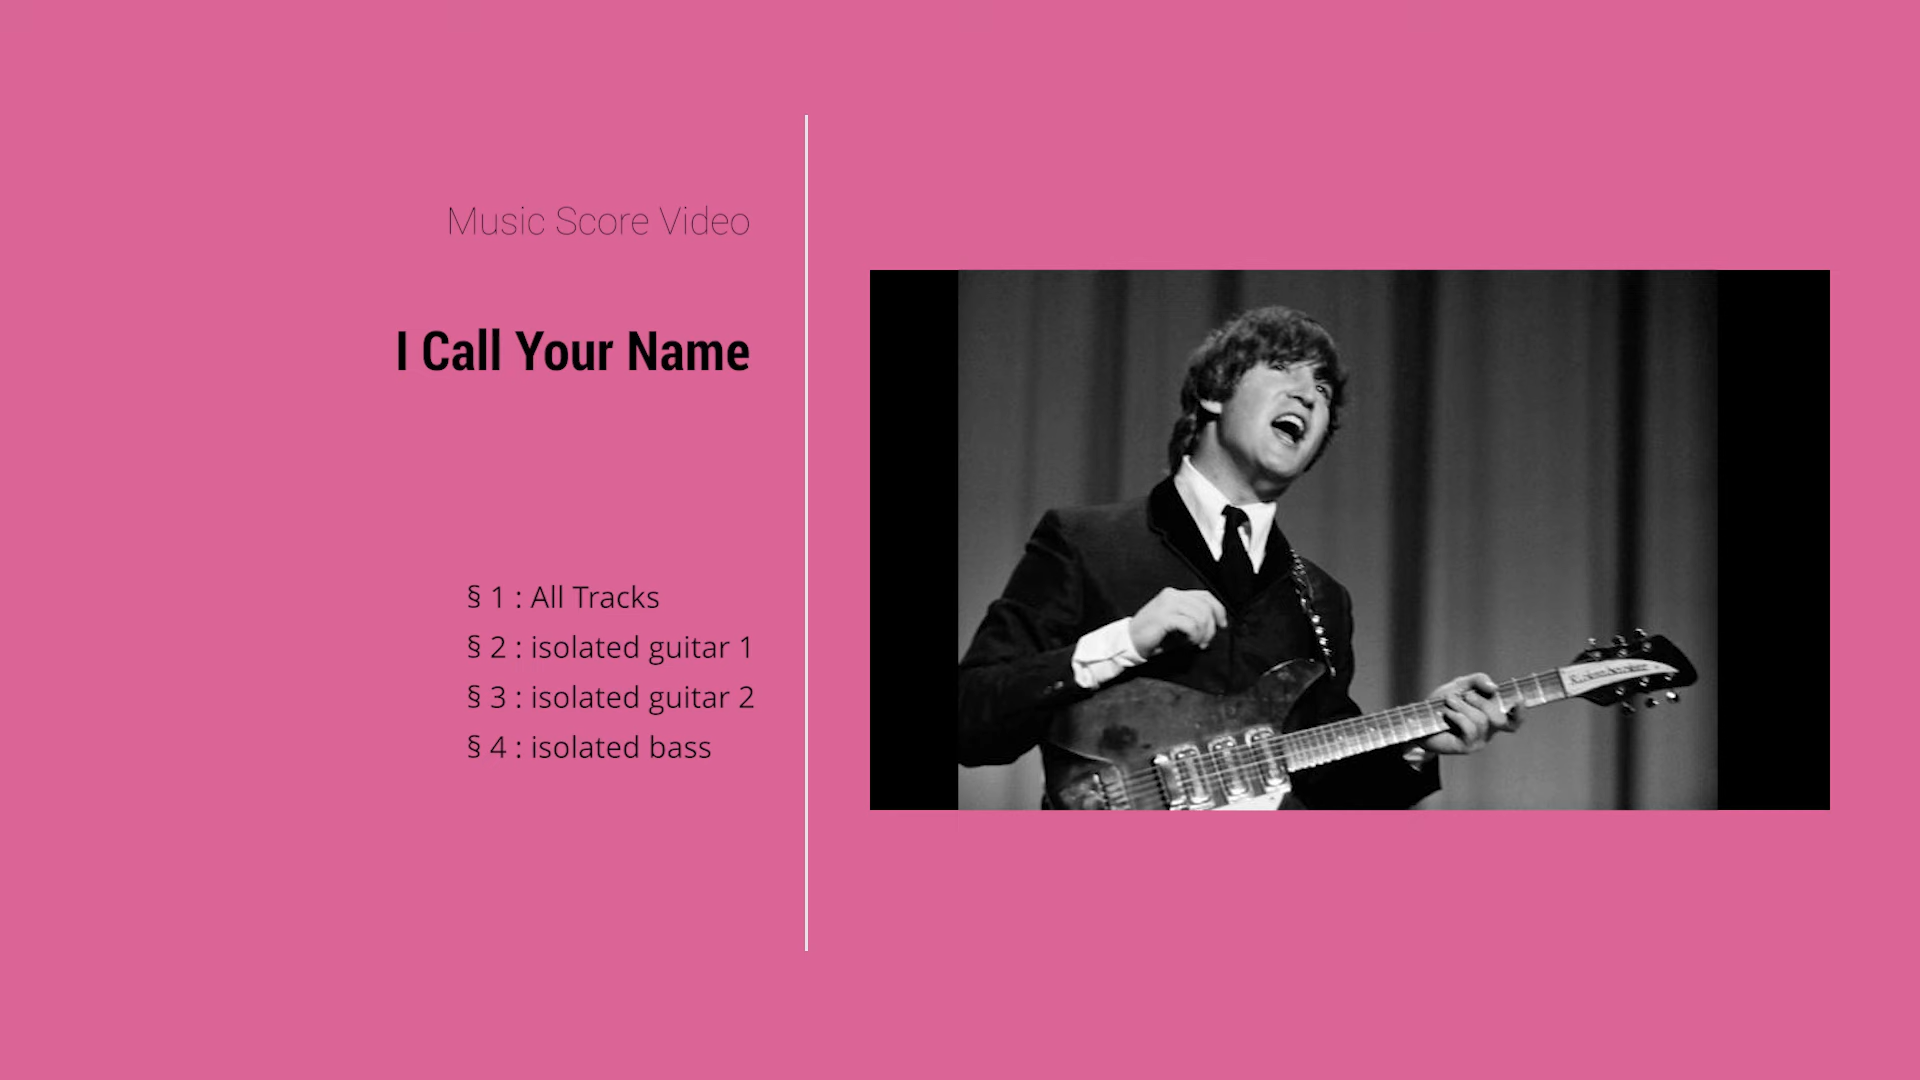 Music Score Video
I Call Your Name
§ 1 : All Tracks
§ 2 : isolated guitar 1
§ 3 : isolated guitar 2
§ 4 : isolated bass